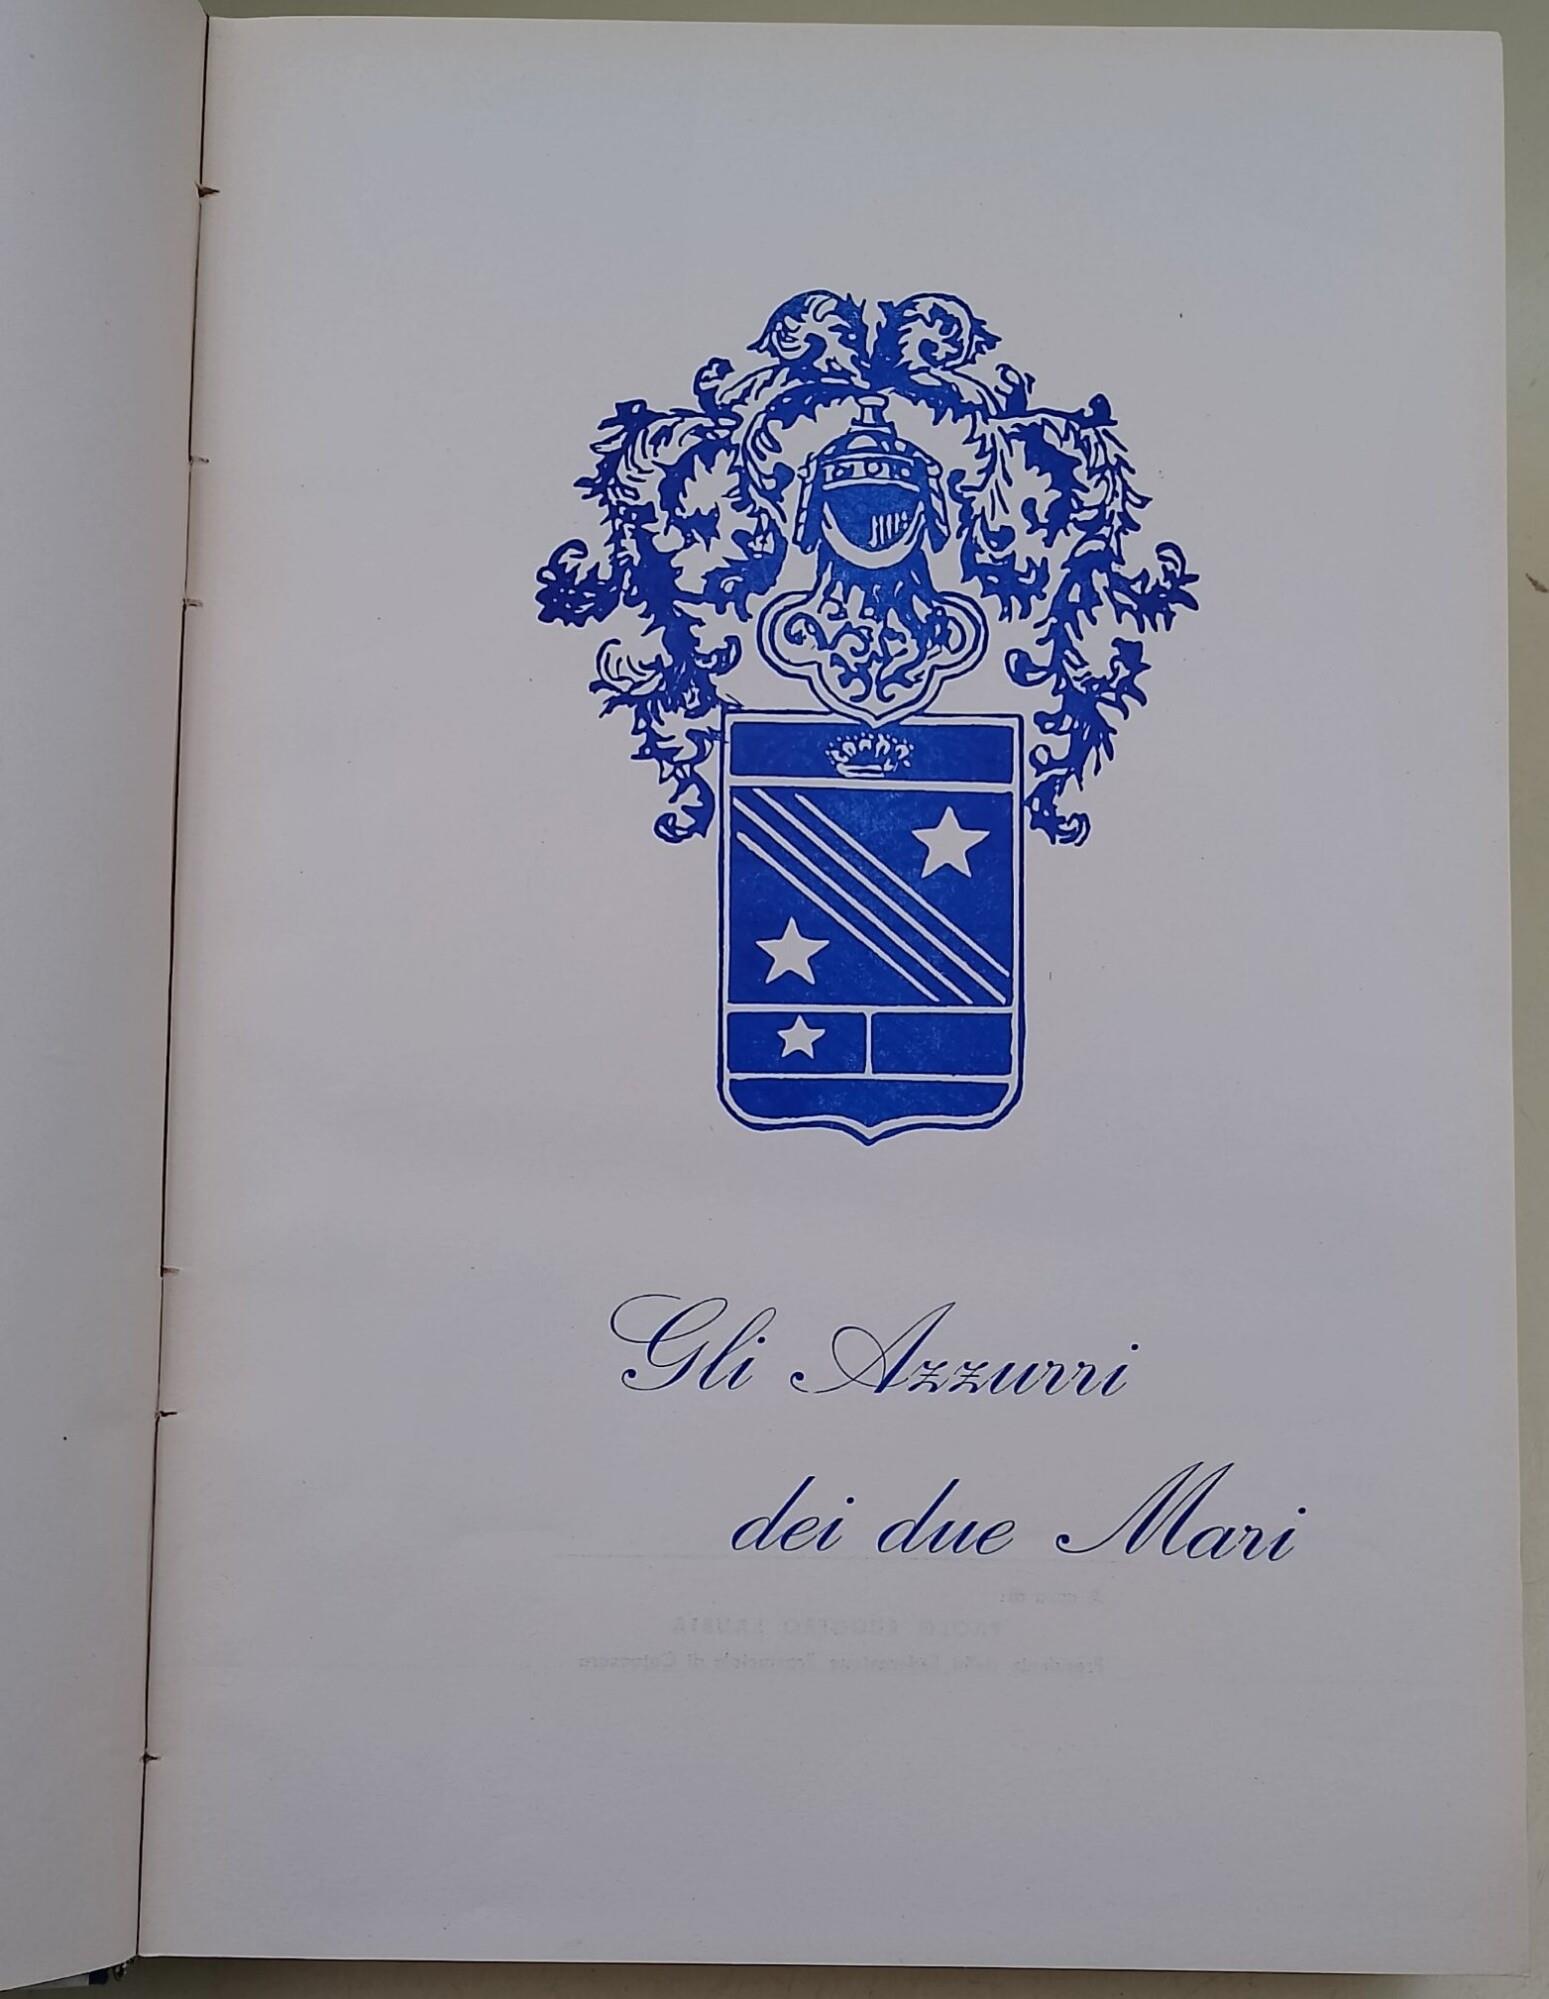 Gli Azzurri
dei due Mari